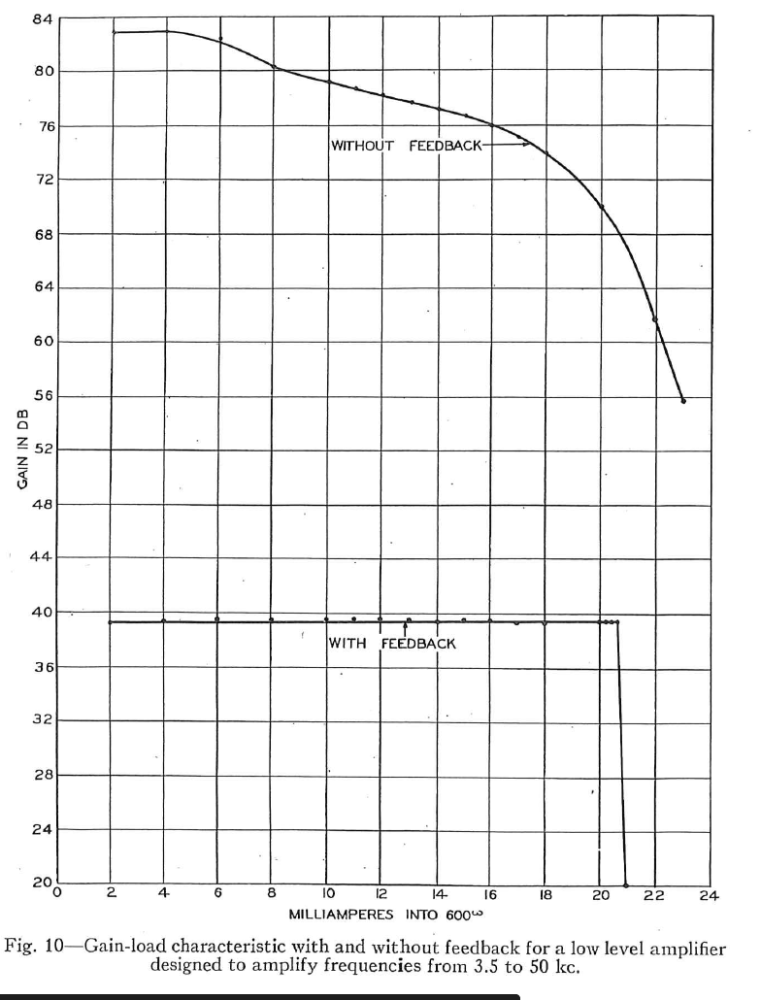 84
80
76
WITHOUT FEEDBACK
72
68
64
60
56
GAIN IN DB
52
48
44
40
WITH FEEDBACK
36
32
28
24
20
0 2 4 6 8 10 12 14 16 18 20 22 24
MILLIAMPERES INTO 600ω
Fig. 10—Gain-load characteristic with and without feedback for a low level amplifier
designed to amplify frequencies from 3.5 to 50 kc.